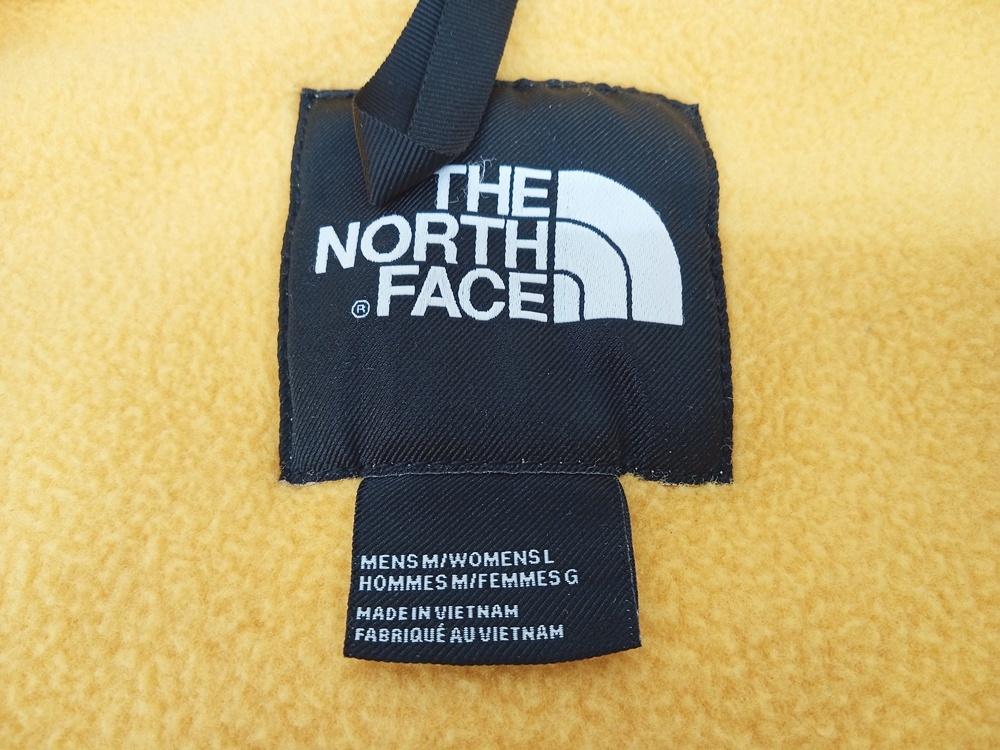 THE
NORTH
® FACE
MENS M/WOMENS L
HOMMES M/FEMMES G
MADE IN VIETNAM
FABRIQUÉ AU VIETNAM